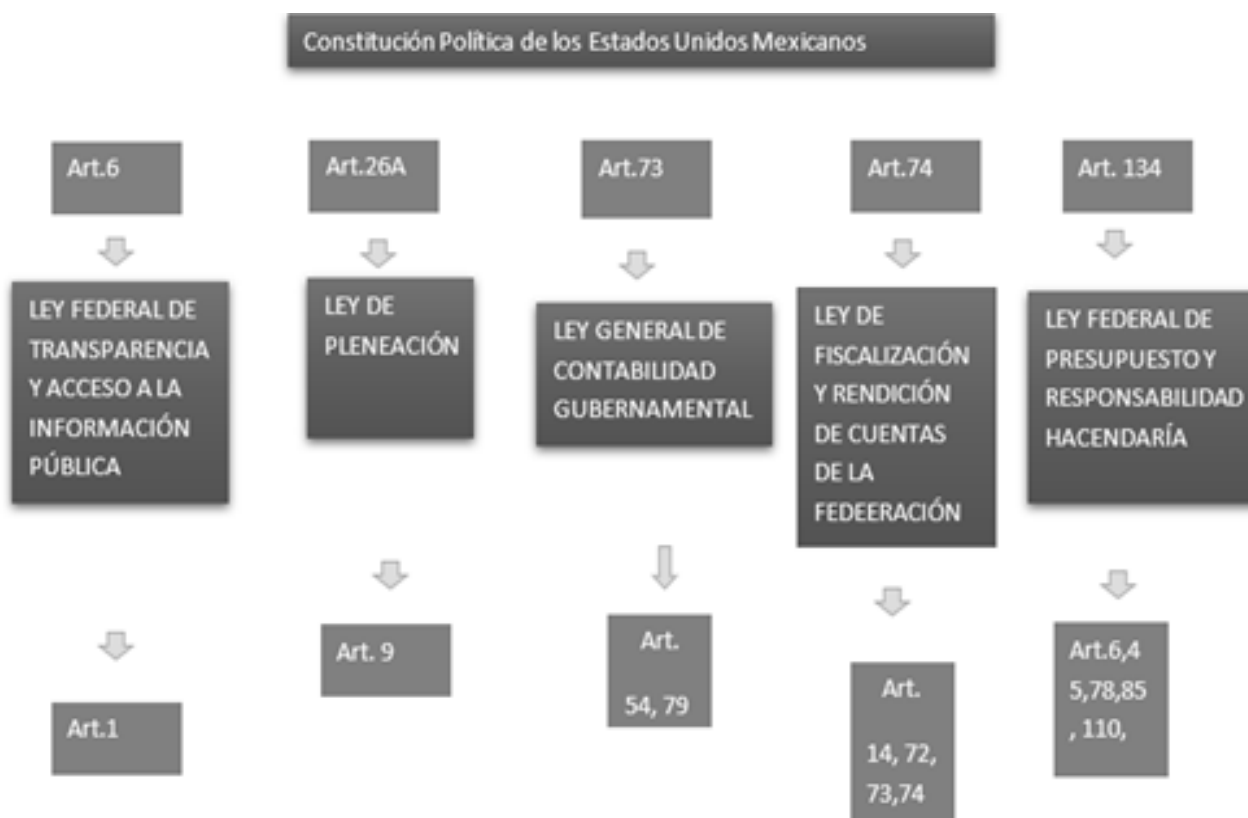 Constitución Política de los Estados Unidos Mexicanos
Art.6
Art.26A
Art.73
Art.74
Art. 134
LEY FEDERAL DE
TRANSPARENCIA
Y ACCESO A LA
INFORMACIÓN
PÚBLICA
LEY DE
PLENEACIÓN
LEY GENERAL DE
CONTABILIDAD
GUBERNAMENTAL
LEY DE
FISCALIZACIÓN
Y RENDICIÓN
DE CUENTAS
DE LA
FEDEERACIÓN
LEY FEDERAL DE
PRESUPUESTO Y
RESPONSABILIDAD
HACENDARÍA
Art.1
Art. 9
Art.
54, 79
Art.
14, 72,
73,74
Art.6,4
5,78,85
, 110,